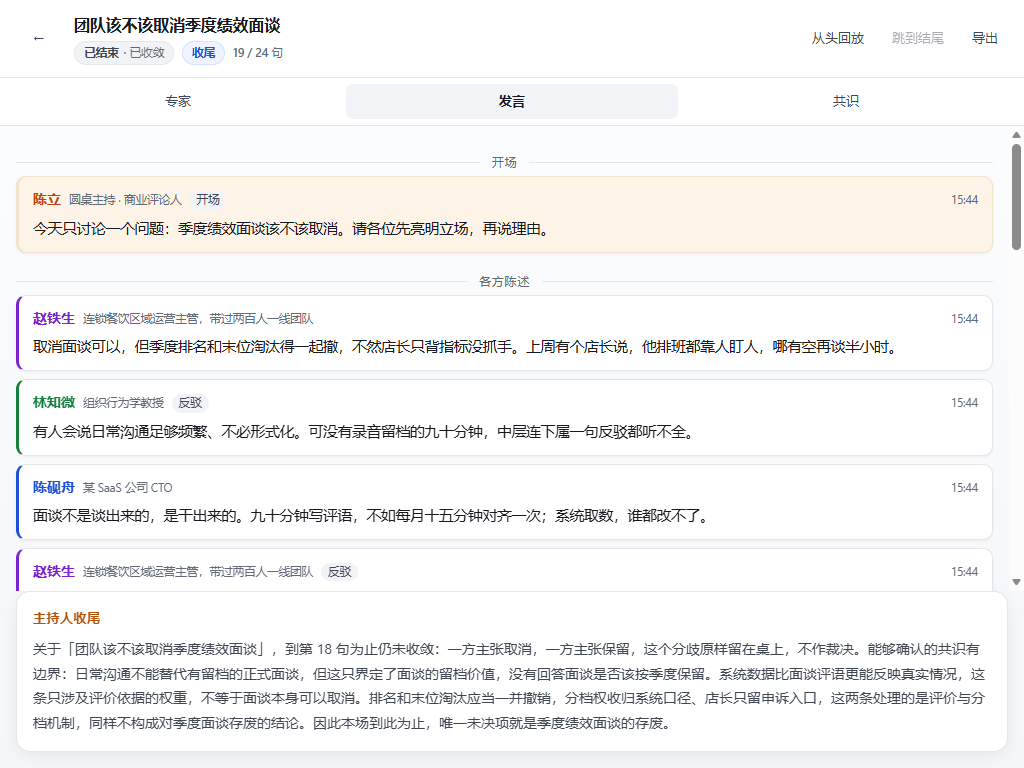 ←
团队该不该取消季度绩效面谈
已结束 · 已收敛 收尾 19 / 24 句
从头回放 跳到结尾 导出
专家 发言 共识
开场
陈立 圆桌主持 · 商业评论人 开场 15:44
今天只讨论一个问题：季度绩效面谈该不该取消。请各位先亮明立场，再说理由。
各方陈述
赵铁生 连锁餐饮区域运营主管，带过两百人一线团队 15:44
取消面谈可以，但季度排名和末位淘汰得一起撤，不然店长只背指标没抓手。上周有个店长说，他排班都靠人盯人，哪有空再谈半小时。
林知微 组织行为学教授 反驳 15:44
有人会说日常沟通足够频繁、不必形式化。可没有录音留档的九十分钟，中层连下属一句反驳都听不全。
陈砚舟 某 SaaS 公司 CTO 15:44
面谈不是谈出来的，是干出来的。九十分钟写评语，不如每月十五分钟对齐一次；系统取数，谁都改不了。
赵铁生 连锁餐饮区域运营主管，带过两百人一线团队 反驳 15:44
主持人收尾
关于「团队该不该取消季度绩效面谈」，到第 18 句为止仍未收敛：一方主张取消，一方主张保留，这个分歧原样留在桌上，不作裁决。能够确认的共识有
边界：日常沟通不能替代有留档的正式面谈，但这只界定了面谈的留档价值，没有回答面谈是否该按季度保留。系统数据比面谈评语更能反映真实情况，这
条只涉及评价依据的权重，不等于面谈本身可以取消。排名和末位淘汰应当一并撤销，分档权收归系统口径、店长只留申诉入口，这两条处理的是评价与分
档机制，同样不构成对季度面谈存废的结论。因此本场到此为止，唯一未决项就是季度绩效面谈的存废。